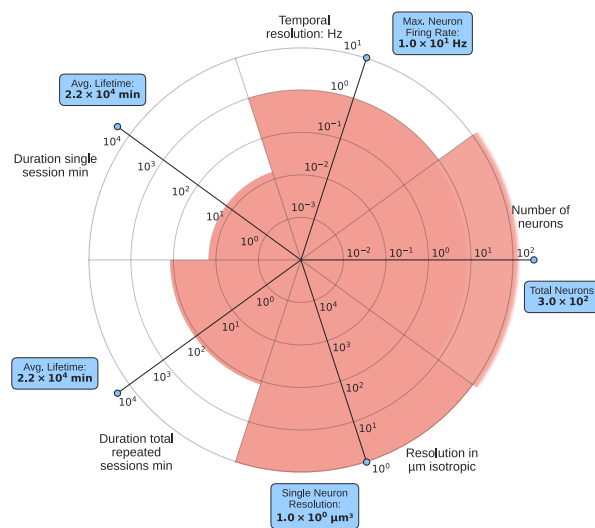 Temporal
resolution: Hz
10¹
Max. Neuron
Firing Rate:
1.0 × 10¹ Hz
10⁰
10⁻¹
10⁻²
10⁻³
Avg. Lifetime:
2.2 × 10⁴ min
10⁴
10³
10²
10¹
10⁰
Duration single
session min
Number of
neurons
10⁻²
10⁻¹
10⁰
10¹
10²
Total Neurons
3.0 × 10²
Avg. Lifetime:
2.2 × 10⁴ min
10⁰
10¹
10²
10³
10⁴
Duration total
repeated
sessions min
10⁴
10³
10²
10¹
10⁰
Resolution in
μm isotropic
Single Neuron
Resolution:
1.0 × 10⁰ μm³